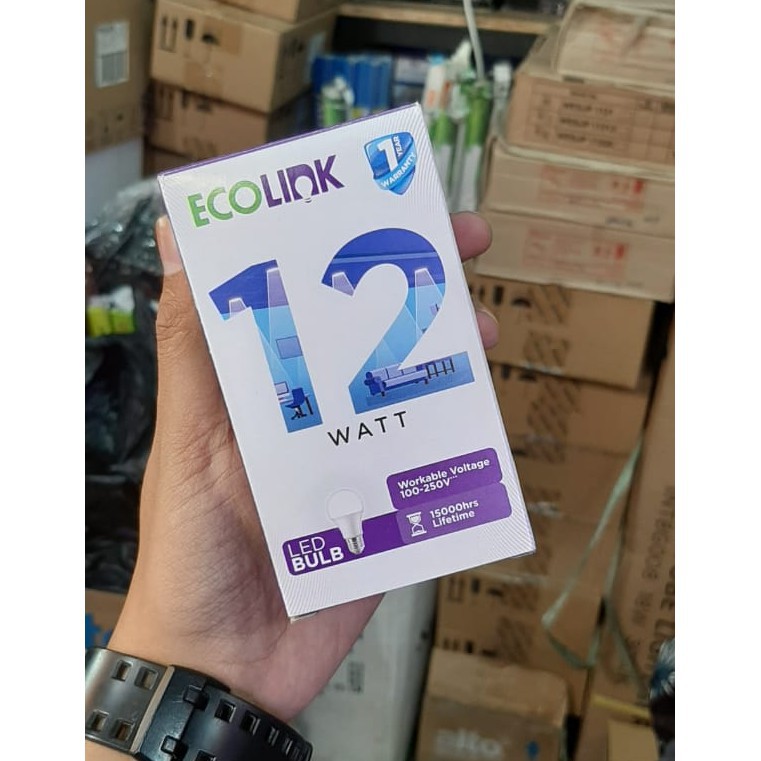 ECOLINK
1
YEAR
WARRANTY
12
WATT
Workable Voltage
100-250V***
15000hrs
Lifetime
LED
BULB